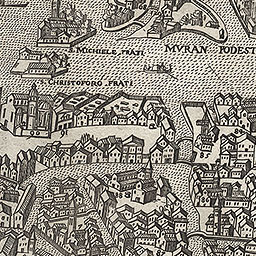 S. MICHELE, FRATI.
MVRAN PODEST
S. CHRISTOFORO, FRATI.